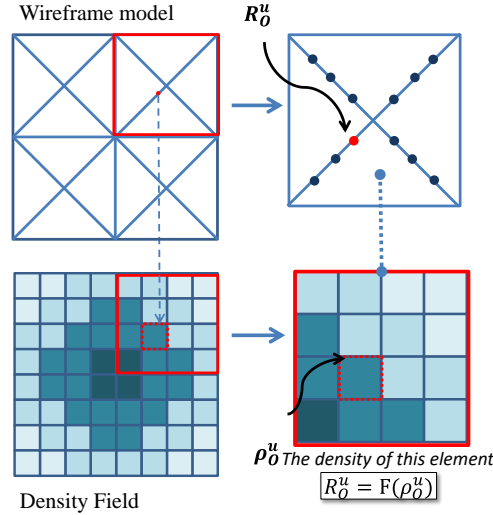 Wireframe model
R_O^u
ρ_O^u The density of this element
R_O^u = F(ρ_O^u)
Density Field